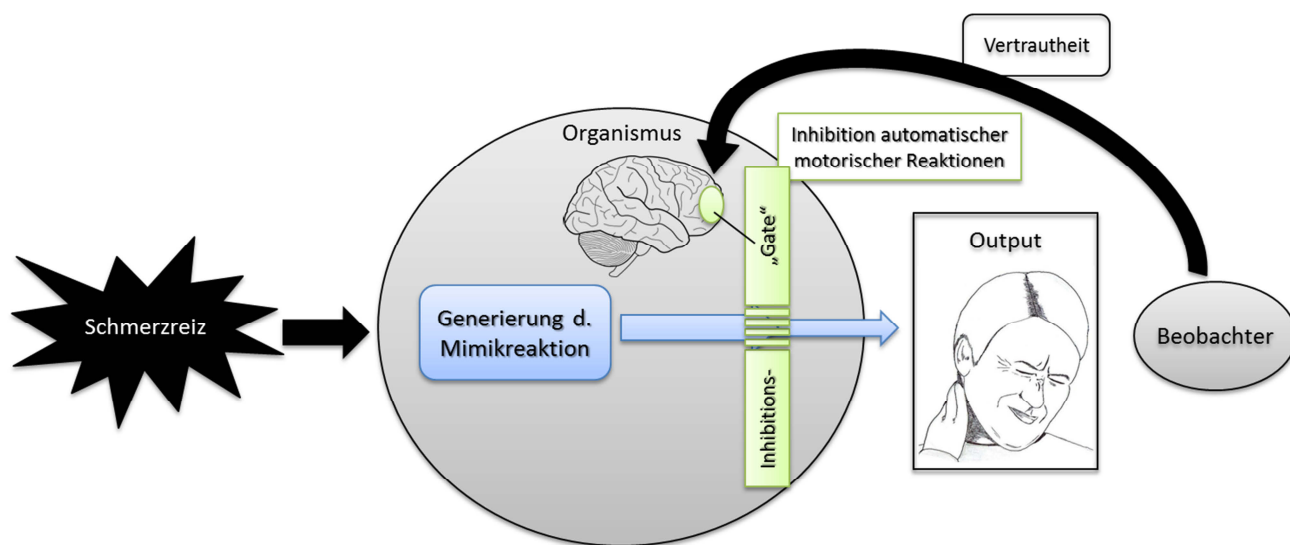 Vertrautheit
Organismus
Inhibition automatischer
motorischer Reaktionen
Inhibitions-
„Gate“
Output
Schmerzreiz
Generierung d.
Mimikreaktion
Beobachter